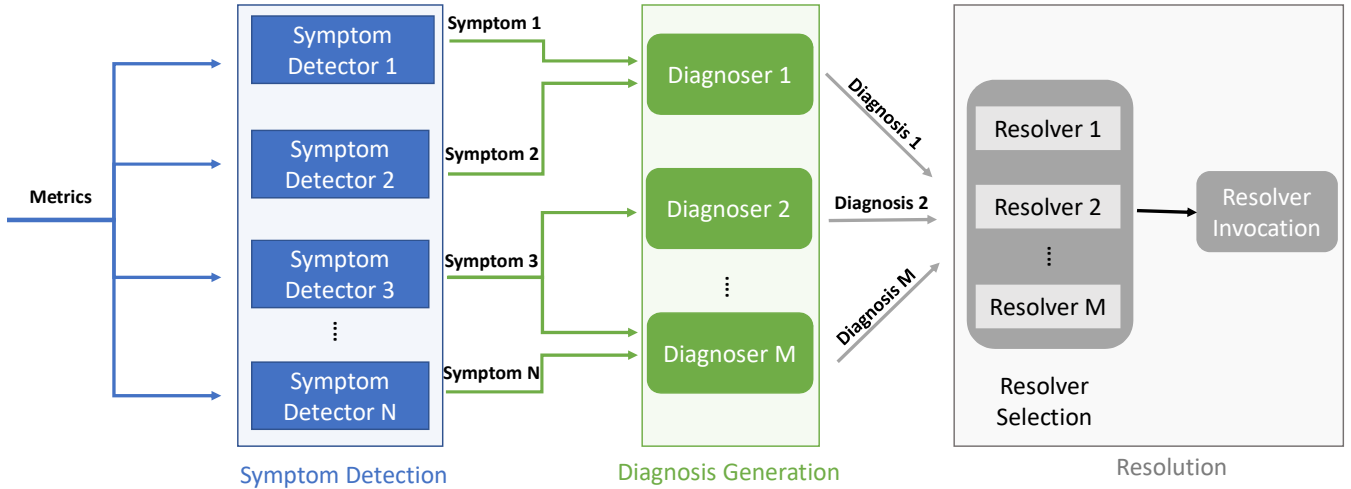 Metrics
Symptom
Detector 1
Symptom
Detector 2
Symptom
Detector 3
Symptom
Detector N
Symptom Detection
Symptom 1
Symptom 2
Symptom 3
Symptom N
Diagnoser 1
Diagnoser 2
Diagnoser M
Diagnosis Generation
Diagnosis 1
Diagnosis 2
Diagnosis M
Resolver 1
Resolver 2
Resolver M
Resolver
Selection
Resolver
Invocation
Resolution